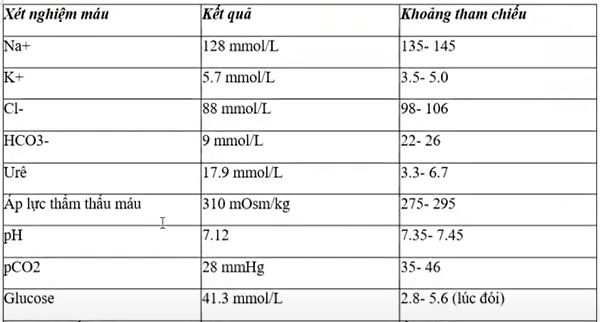 Xét nghiệm máu Kết quả Khoảng tham chiếu
Na+ 128 mmol/L 135- 145
K+ 5.7 mmol/L 3.5- 5.0
Cl- 88 mmol/L 98- 106
HCO3- 9 mmol/L 22- 26
Urê 17.9 mmol/L 3.3- 6.7
Áp lực thẩm thấu máu 310 mOsm/kg 275- 295
pH 7.12 7.35- 7.45
pCO2 28 mmHg 35- 46
Glucose 41.3 mmol/L 2.8- 5.6 (lúc đói)